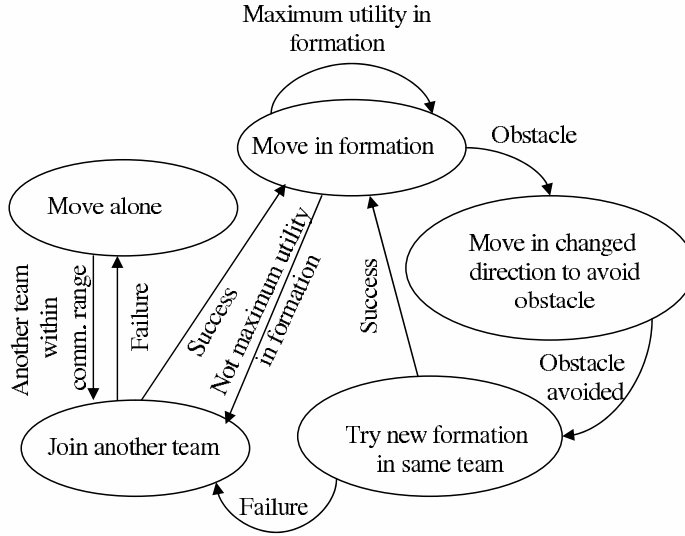 Maximum utility in
formation
Move in formation
Obstacle
Move alone
Move in changed
direction to avoid
obstacle
Another team
within
comm. range
Failure
Success
Not maximum utility
in formation
Success
Obstacle
avoided
Join another team
Try new formation
in same team
Failure